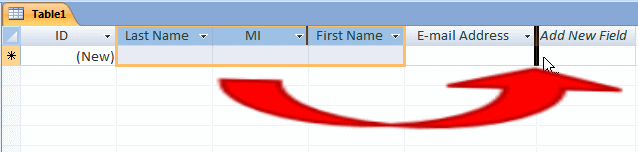 Table1
ID Last Name MI First Name E-mail Address Add New Field
* (New)